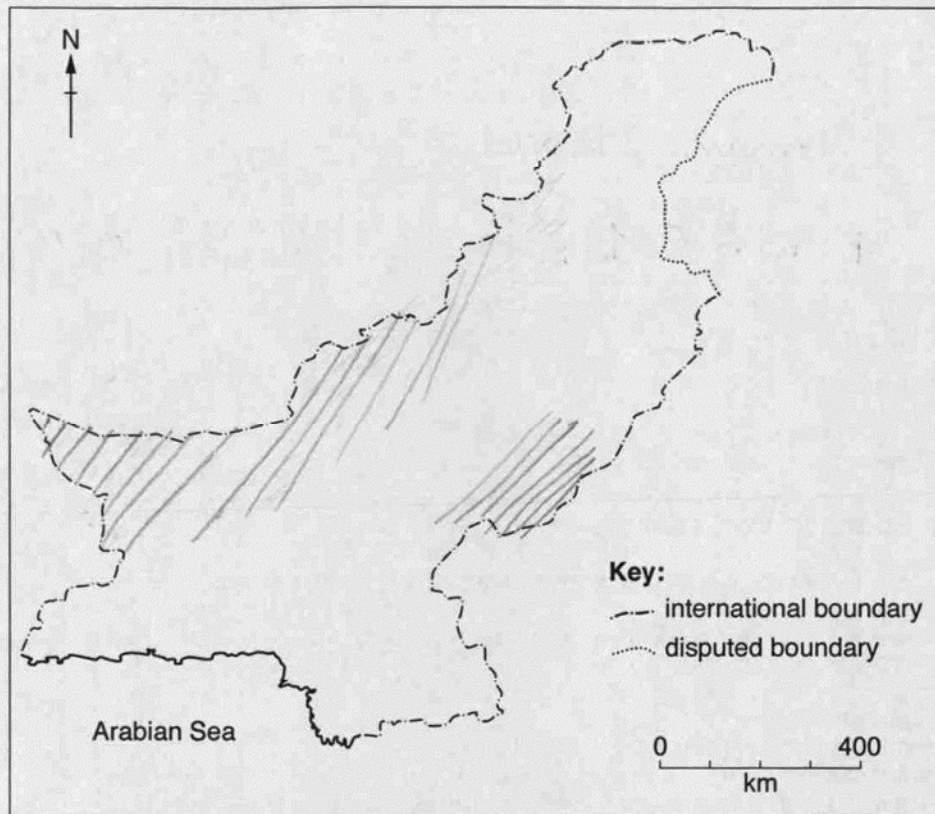 N
Key:
international boundary
disputed boundary
Arabian Sea
0 400
km